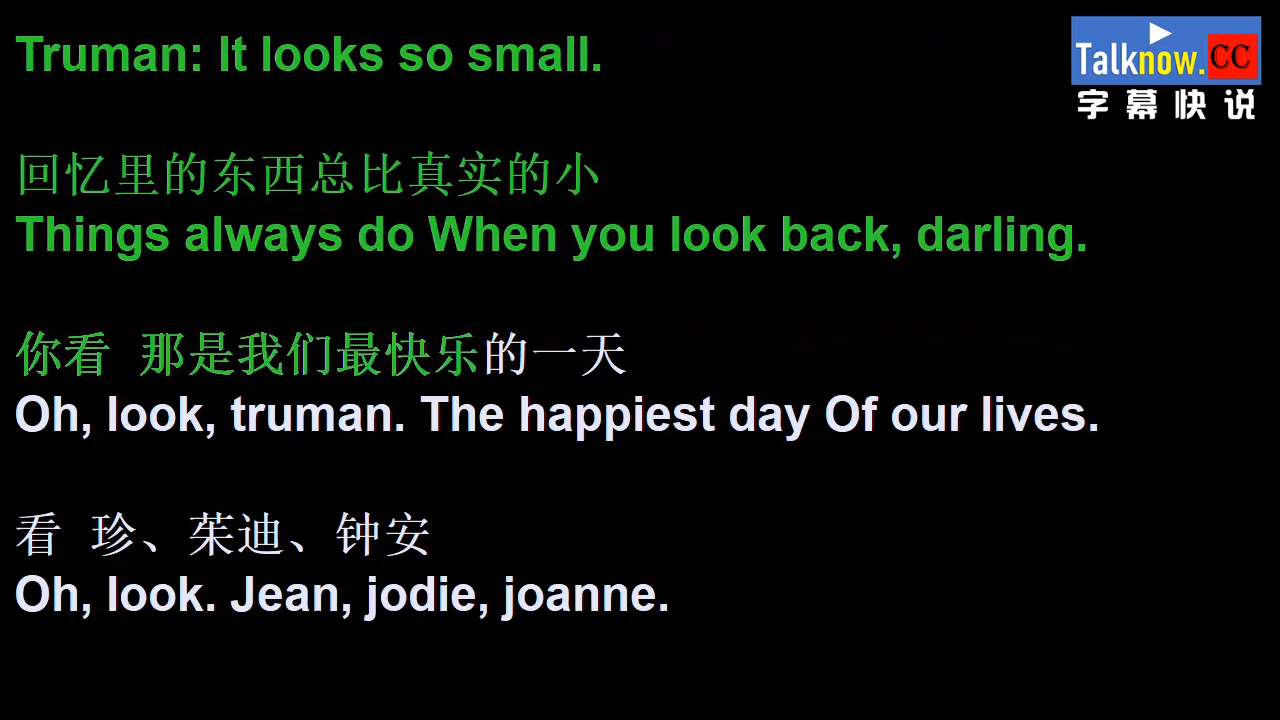 Truman: It looks so small.
Talknow.CC
字幕快说
回忆里的东西总比真实的小
Things always do When you look back, darling.
你看 那是我们最快乐的一天
Oh, look, truman. The happiest day Of our lives.
看 珍、茱迪、钟安
Oh, look. Jean, jodie, joanne.